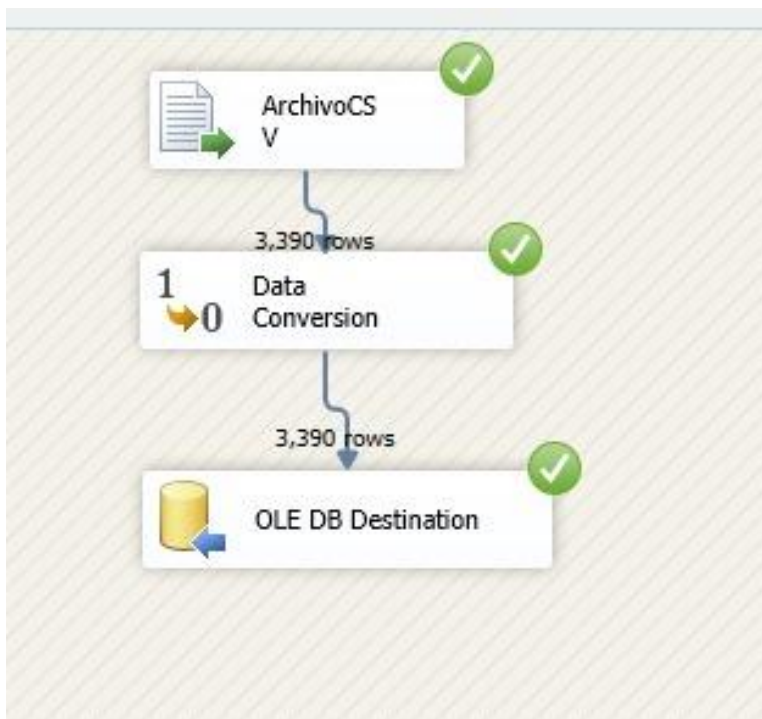 ArchivoCS
V
3,390 rows
1
0
Data
Conversion
3,390 rows
OLE DB Destination